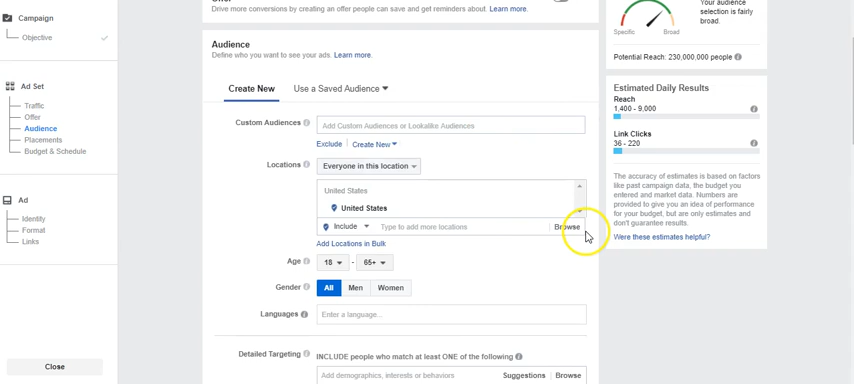 Campaign
Objective
Ad Set
Traffic
Offer
Audience
Placements
Budget & Schedule
Ad
Identity
Format
Links
Close
Offer
Drive more conversions by creating an offer people can save and get reminders about. Learn more.
Audience
Define who you want to see your ads. Learn more.
Create New Use a Saved Audience
Custom Audiences Add Custom Audiences or Lookalike Audiences
Exclude Create New
Locations Everyone in this location
United States
United States
Include Type to add more locations Browse
Add Locations in Bulk
Age 18 - 65+
Gender All Men Women
Languages Enter a language...
Detailed Targeting INCLUDE people who match at least ONE of the following
Add demographics, interests or behaviors Suggestions Browse
Your audience
selection is fairly
broad.
Specific Broad
Potential Reach: 230,000,000 people
Estimated Daily Results
Reach
1,400 - 9,000
Link Clicks
36 - 220
The accuracy of estimates is based on factors
like past campaign data, the budget you
entered and market data. Numbers are
provided to give you an idea of performance
for your budget, but are only estimates and
don't guarantee results.
Were these estimates helpful?